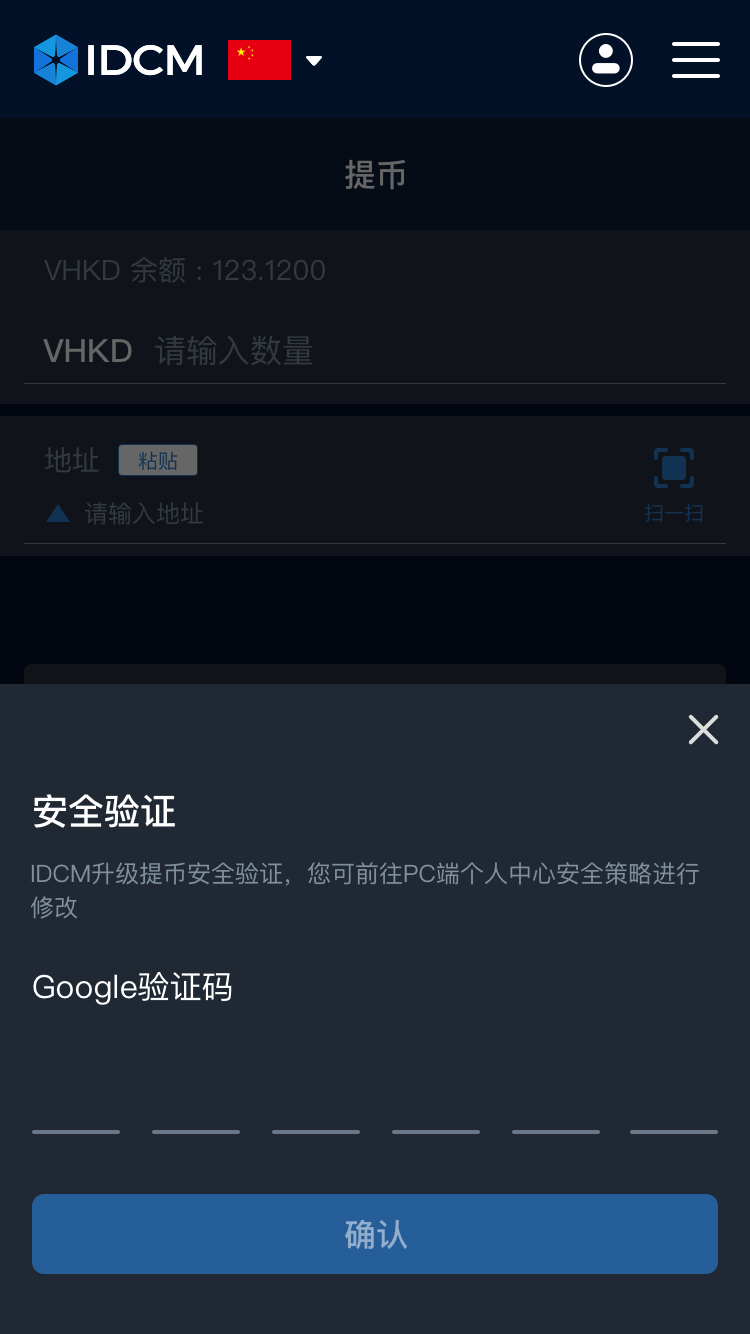 IDCM
提币
VHKD 余额：123.1200
VHKD 请输入数量
地址 粘贴
请输入地址
扫一扫
安全验证
IDCM升级提币安全验证，您可前往PC端个人中心安全策略进行
修改
Google验证码
确认